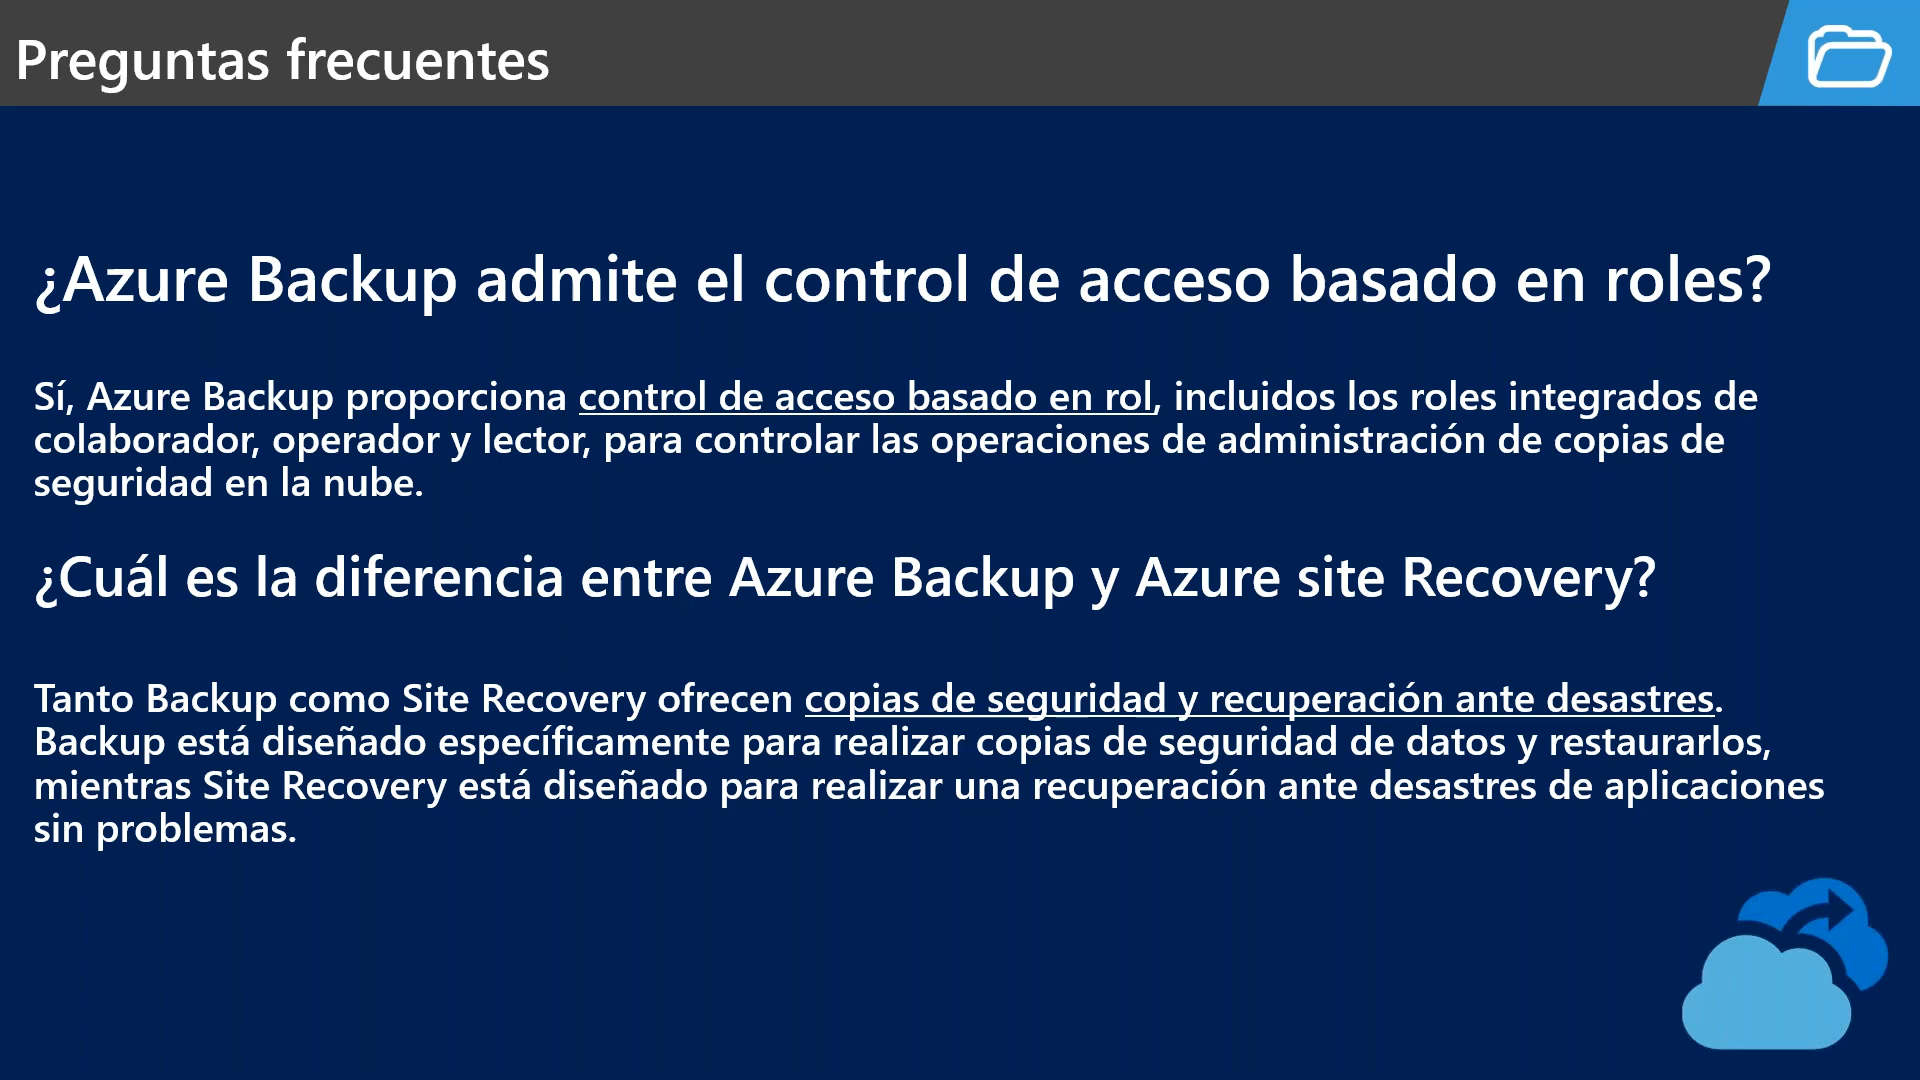 Preguntas frecuentes
¿Azure Backup admite el control de acceso basado en roles?
Sí, Azure Backup proporciona control de acceso basado en rol, incluidos los roles integrados de
colaborador, operador y lector, para controlar las operaciones de administración de copias de
seguridad en la nube.
¿Cuál es la diferencia entre Azure Backup y Azure site Recovery?
Tanto Backup como Site Recovery ofrecen copias de seguridad y recuperación ante desastres.
Backup está diseñado específicamente para realizar copias de seguridad de datos y restaurarlos,
mientras Site Recovery está diseñado para realizar una recuperación ante desastres de aplicaciones
sin problemas.